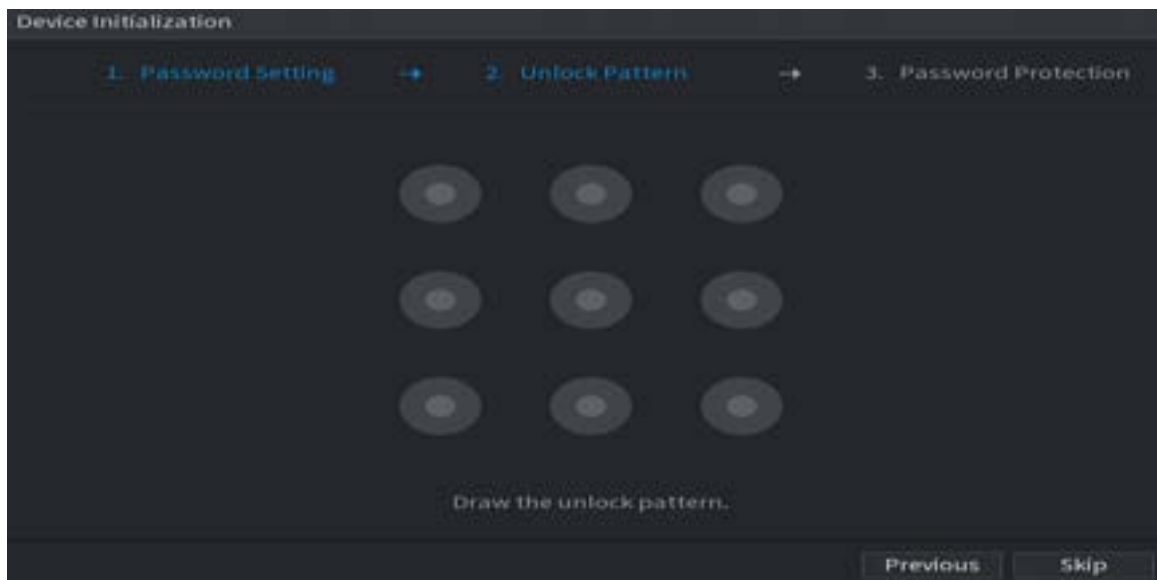 Device Initialization
1. Password Setting → 2. Unlock Pattern → 3. Password Protection
Draw the unlock pattern.
Previous Skip